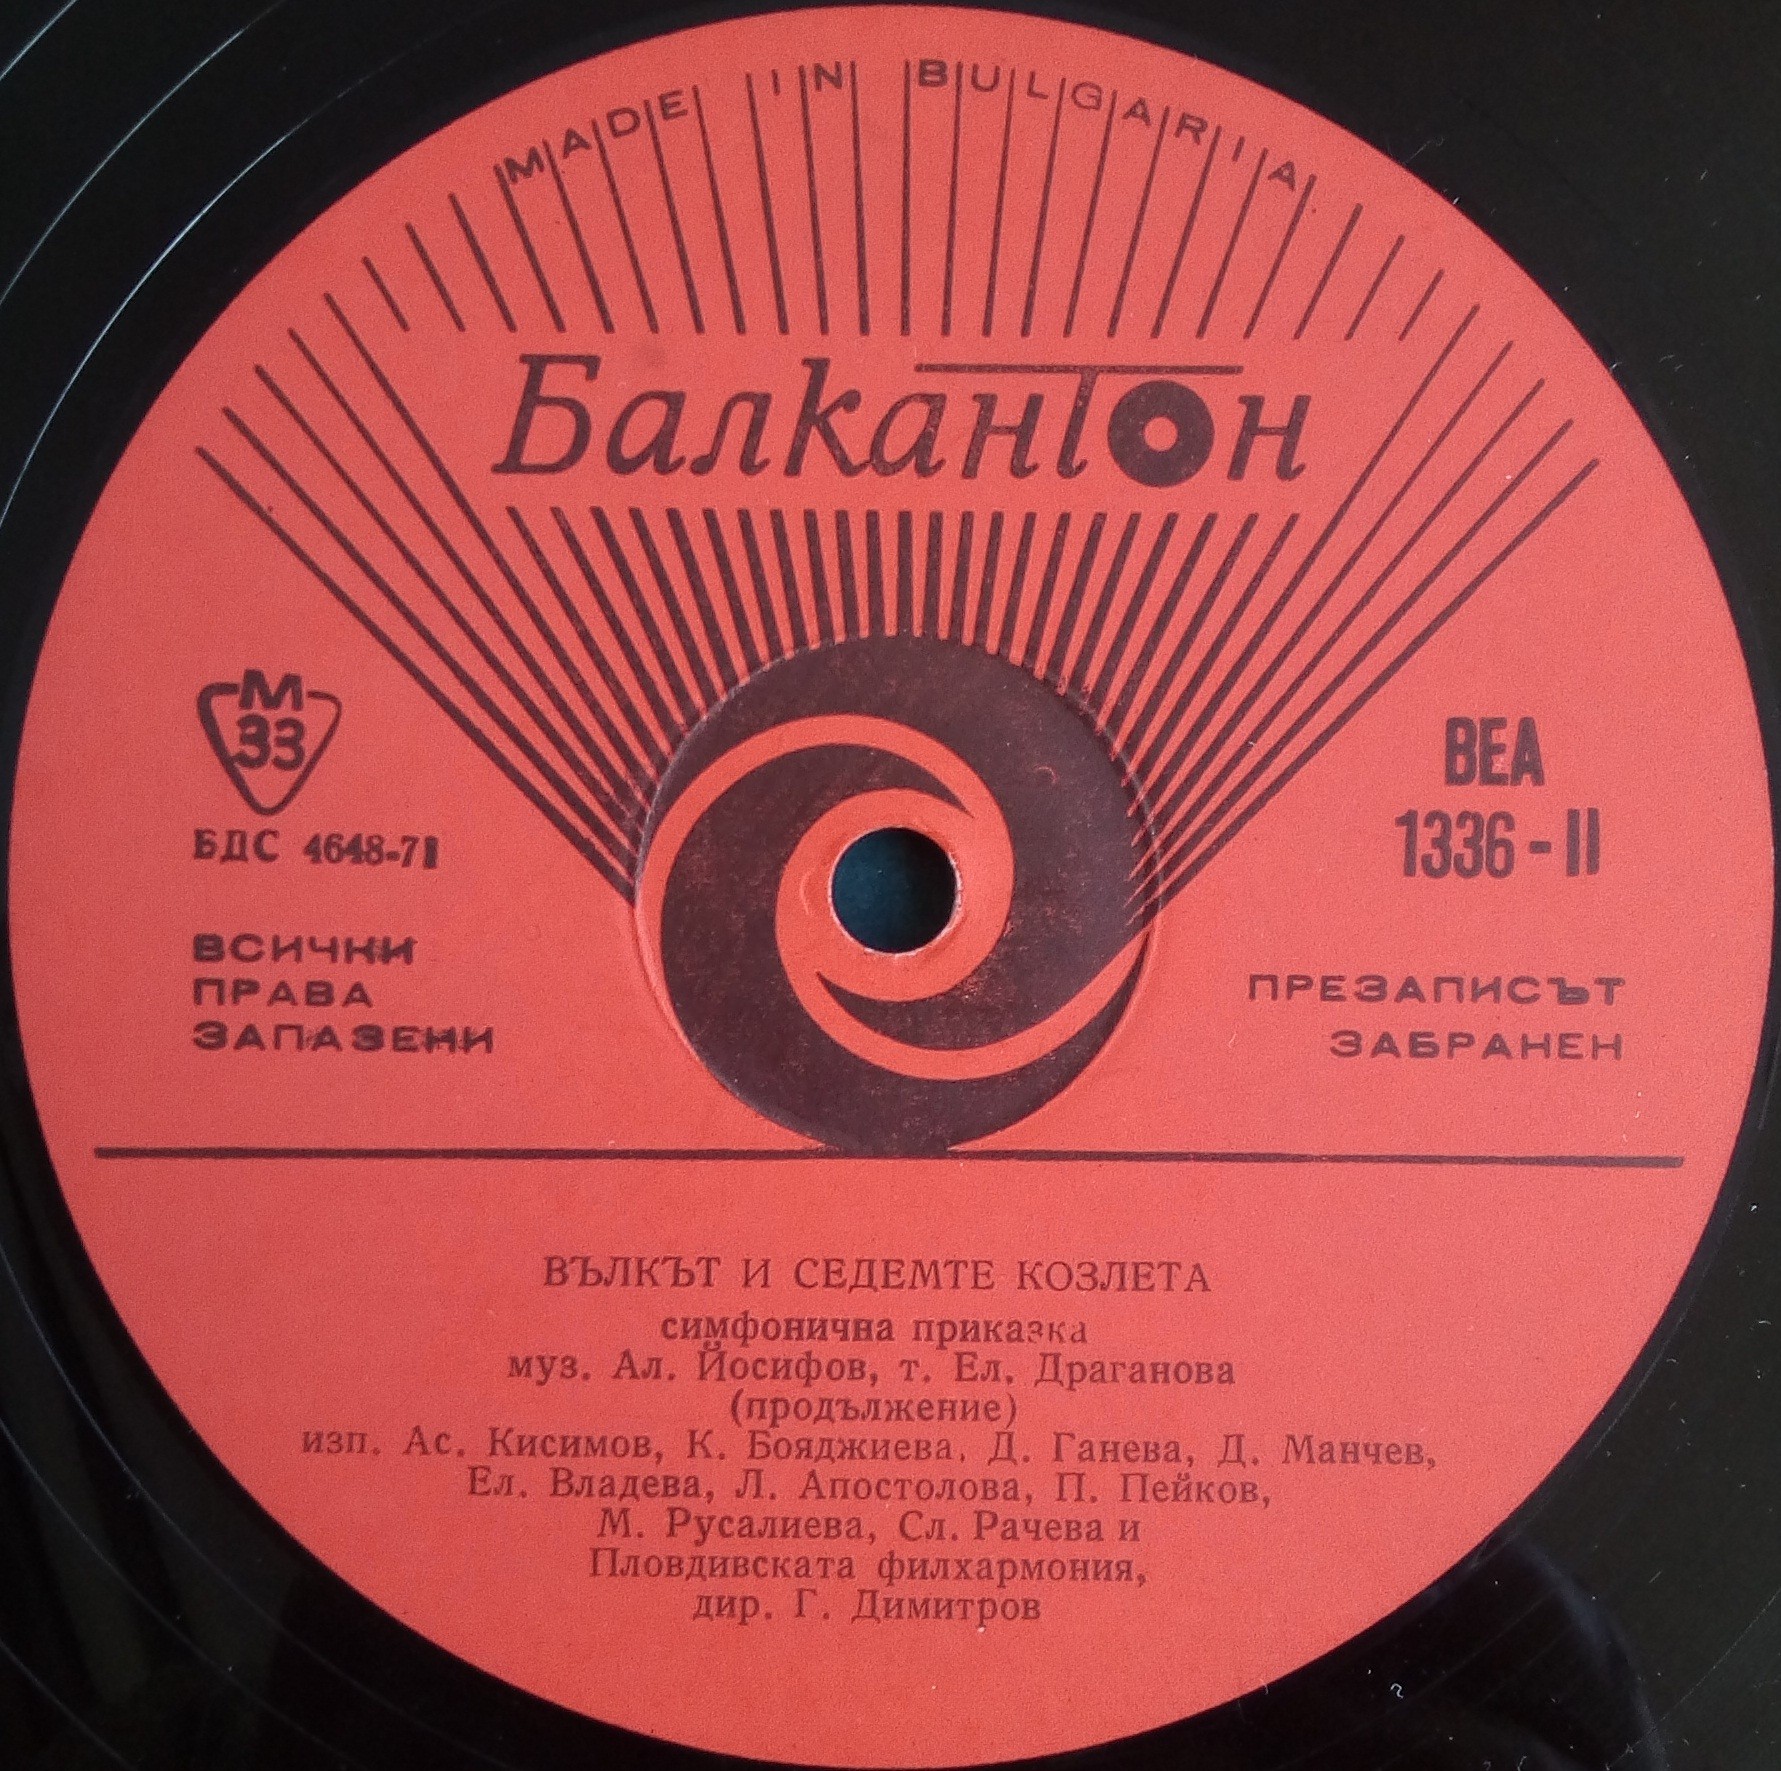 MADE IN BULGARIA
Балкантон
М
33
БДС 4648-71
ВСИЧКИ
ПРАВА
ЗАПАЗЕНИ
ВЕА
1336-II
ПРЕЗАПИСЪТ
ЗАБРАНЕН
ВЪЛКЪТ И СЕДЕМТЕ КОЗЛЕТА
симфонична приказка
муз. Ал. Йосифов, т. Ел. Драганова
(продължение)
изп. Ас. Кисимов, К. Бояджиева, Д. Ганева, Д. Манчев,
Ел. Владева, Л. Апостолова, П. Пейков,
М. Русалиева, Сл. Рачева и
Пловдивската филхармония,
дир. Г. Димитров